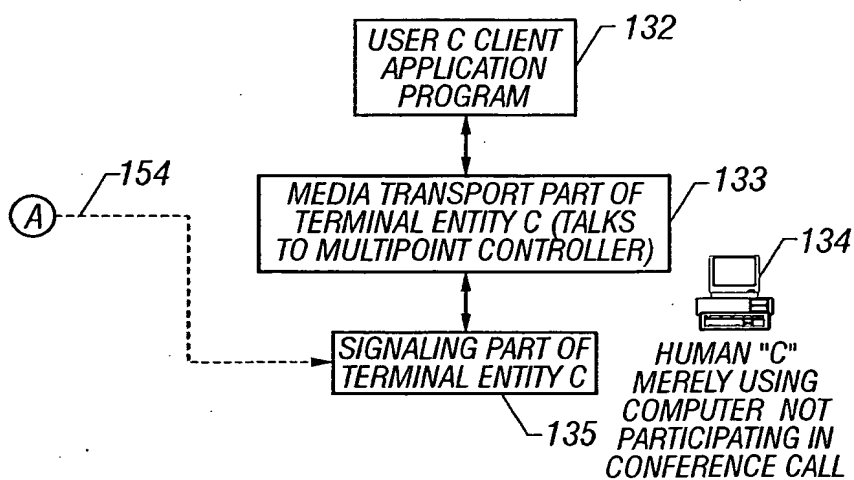 USER C CLIENT
APPLICATION
PROGRAM
132
154
A
MEDIA TRANSPORT PART OF
TERMINAL ENTITY C (TALKS
TO MULTIPOINT CONTROLLER)
133
134
SIGNALING PART OF
TERMINAL ENTITY C
135
HUMAN "C"
MERELY USING
COMPUTER NOT
PARTICIPATING IN
CONFERENCE CALL